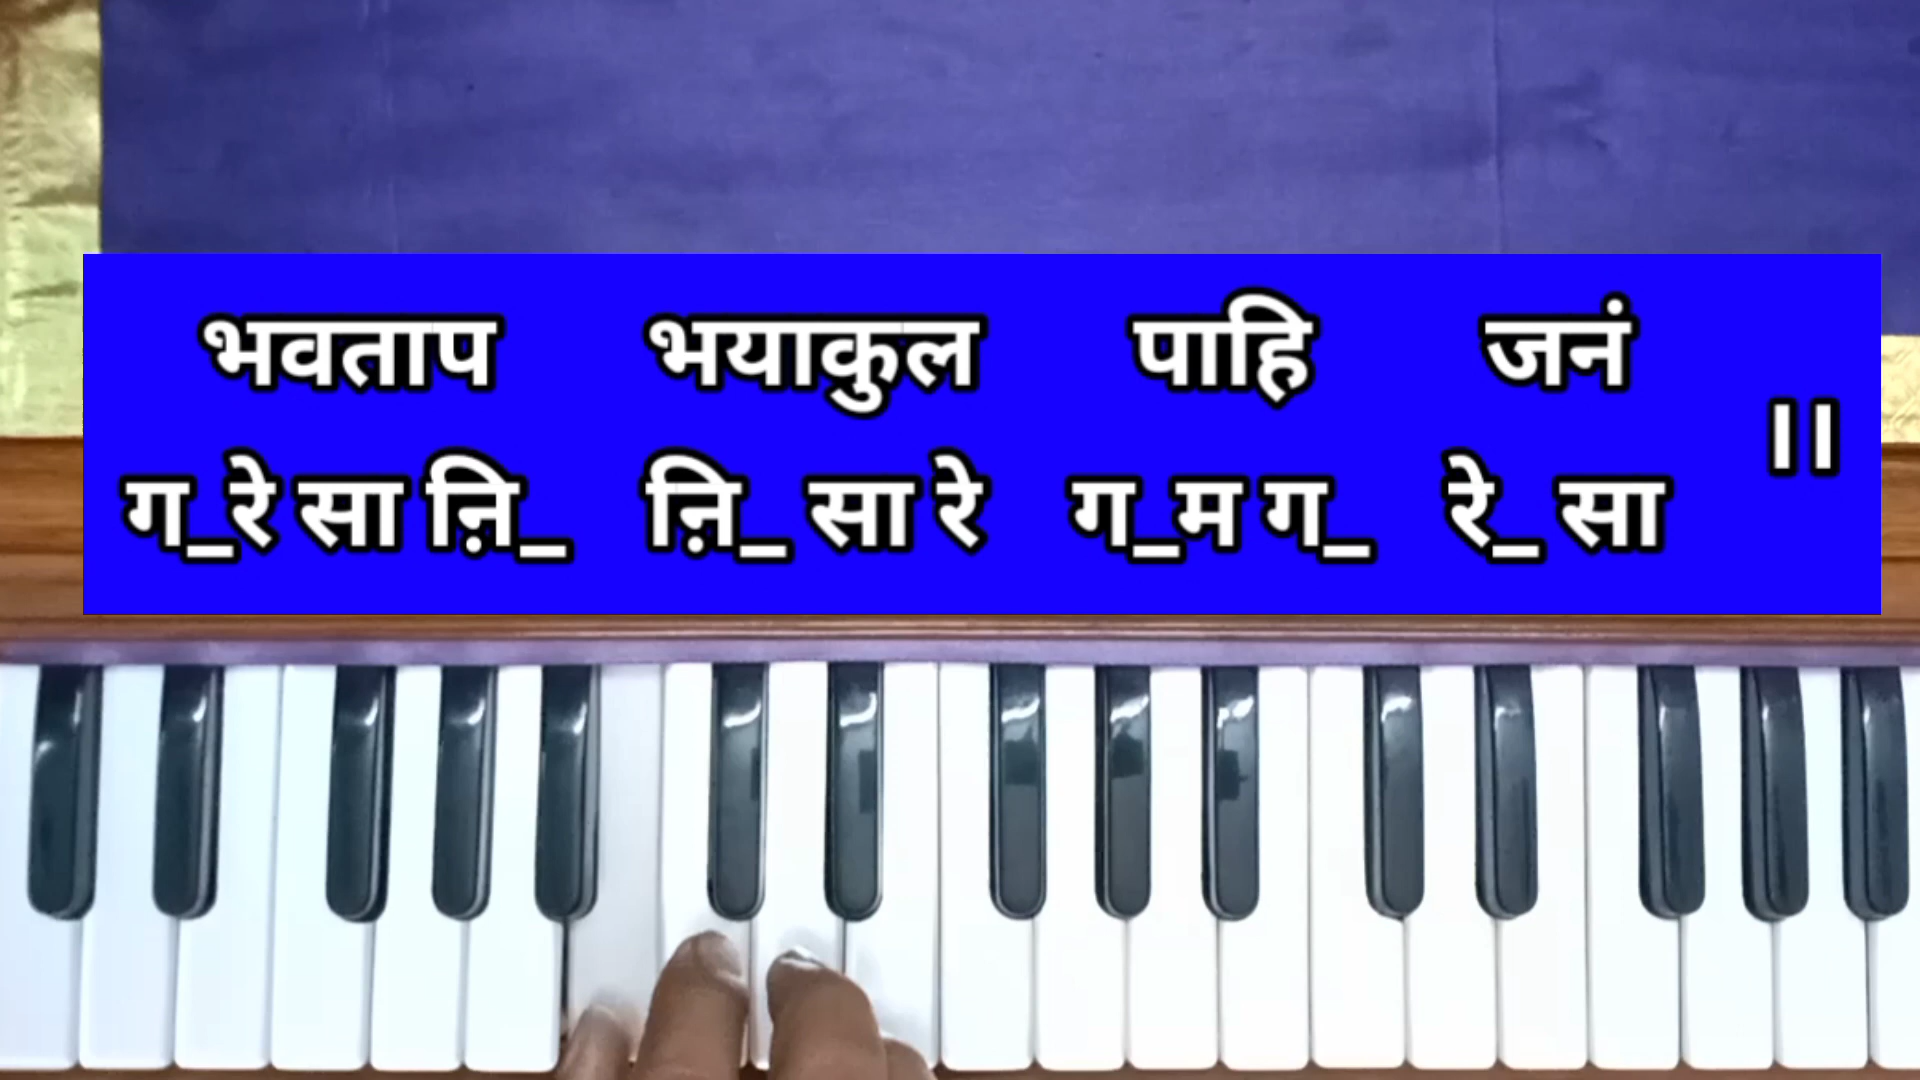 भवताप भयाकुल पाहि जनं
ग_रे सा ऩि_ ऩि_ सा रे ग_म ग_ रे_ सा ।।